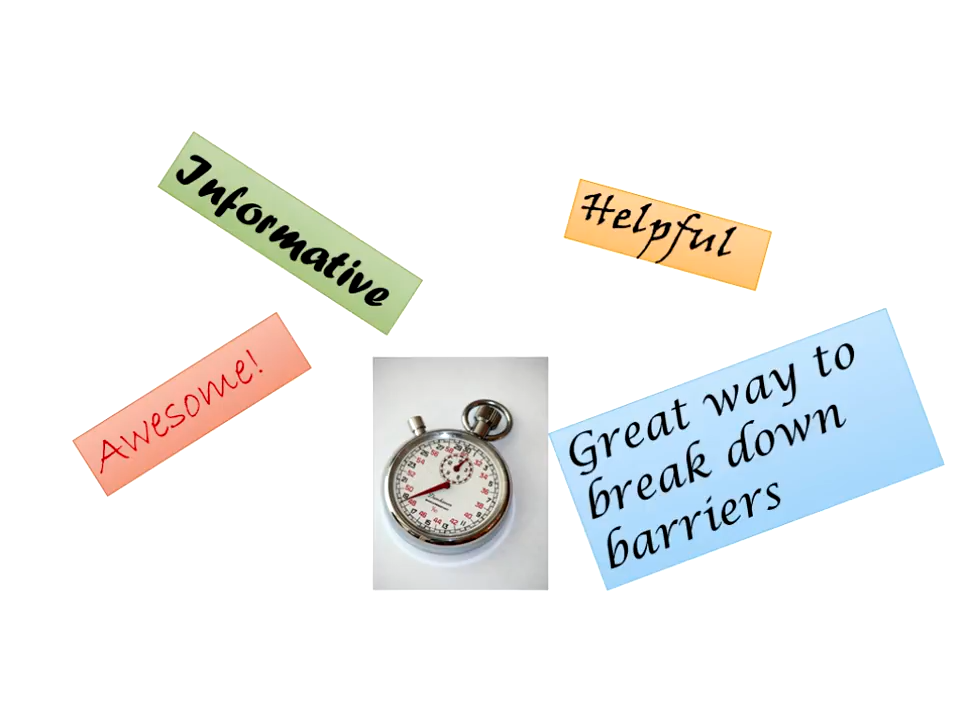 Informative
Helpful
Awesome!
Great way to
break down
barriers